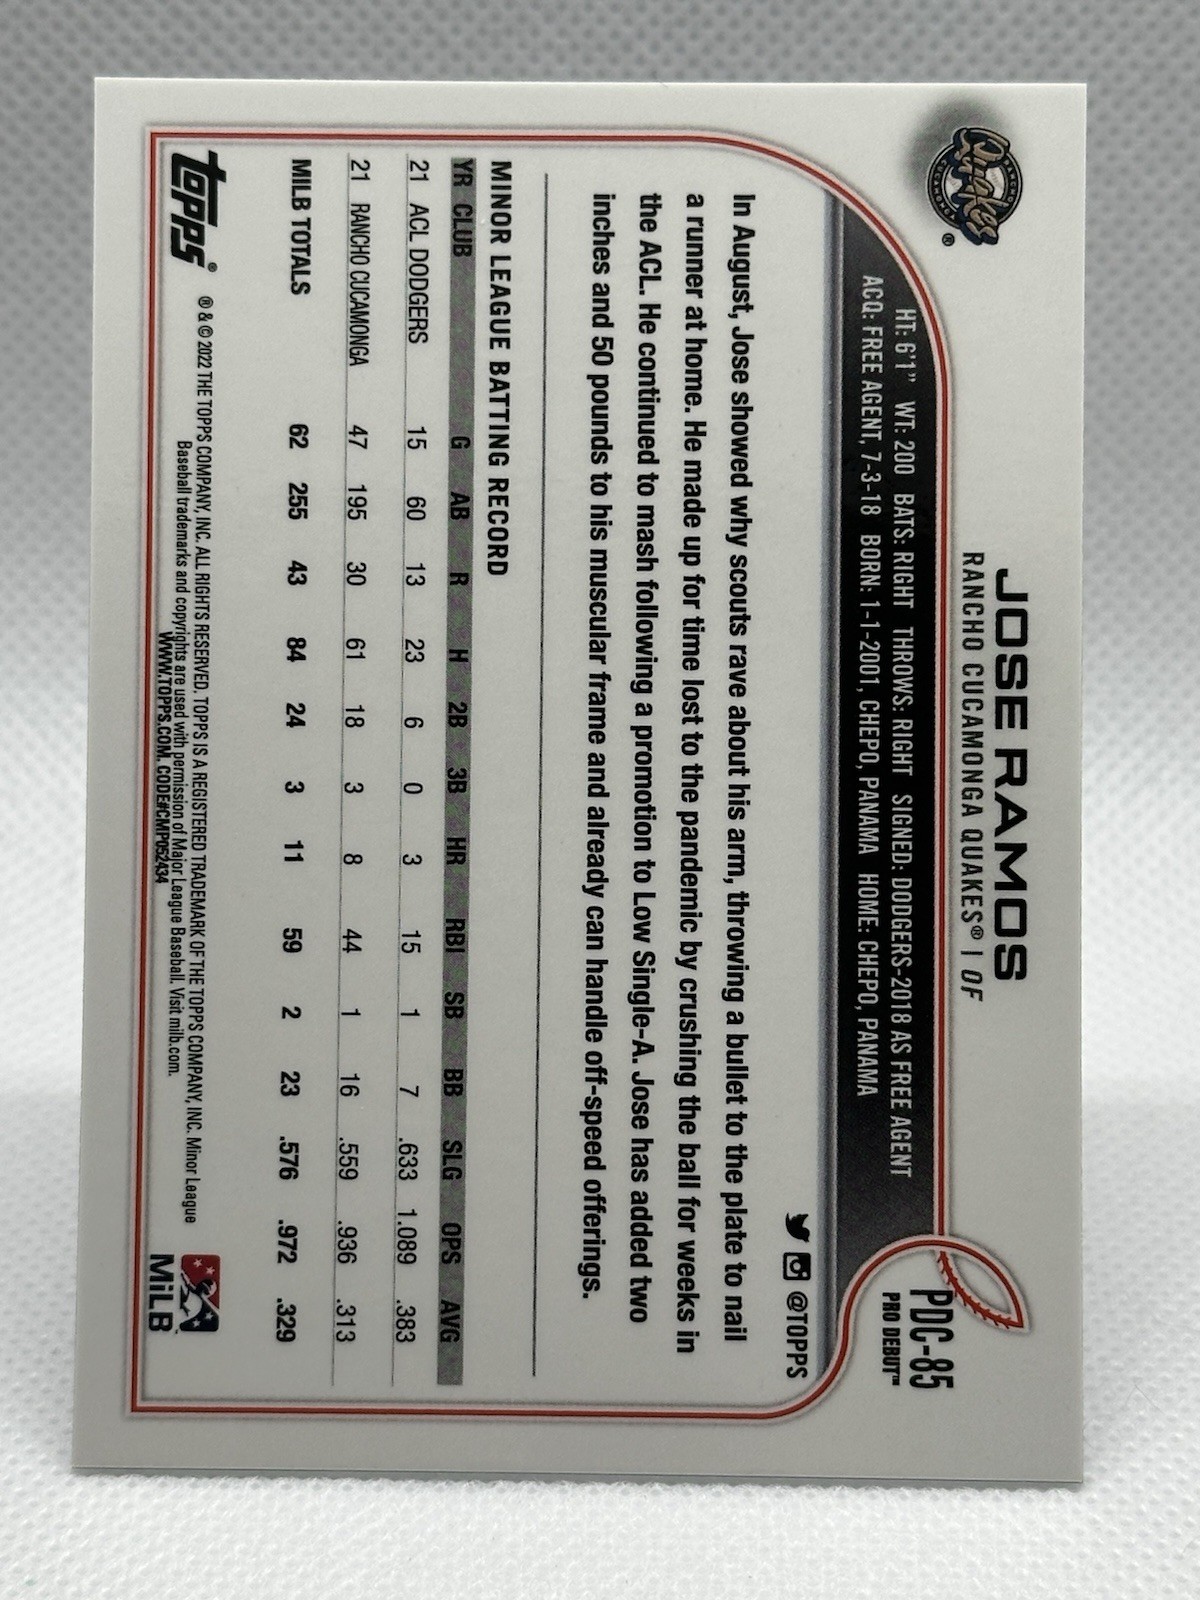 RANCHO
Quakes
CUCAMONGA
®
JOSE RAMOS
RANCHO CUCAMONGA QUAKES® | OF
PDC-85
PRO DEBUT™
HT: 6'1" WT: 200 BATS: RIGHT THROWS: RIGHT SIGNED: DODGERS-2018 AS FREE AGENT
ACQ: FREE AGENT, 7-3-18 BORN: 1-1-2001, CHEPO, PANAMA HOME: CHEPO, PANAMA
@TOPPS
In August, Jose showed why scouts rave about his arm, throwing a bullet to the plate to nail
a runner at home. He made up for time lost to the pandemic by crushing the ball for weeks in
the ACL. He continued to mash following a promotion to Low Single-A. Jose has added two
inches and 50 pounds to his muscular frame and already can handle off-speed offerings.
MINOR LEAGUE BATTING RECORD
YR CLUB G AB R H 2B 3B HR RBI SB BB SLG OPS AVG
21 ACL DODGERS 15 60 13 23 6 0 3 15 1 7 .633 1.089 .383
21 RANCHO CUCAMONGA 47 195 30 61 18 3 8 44 1 16 .559 .936 .313
MILB TOTALS 62 255 43 84 24 3 11 59 2 23 .576 .972 .329
topps®
® & © 2022 THE TOPPS COMPANY, INC. ALL RIGHTS RESERVED. TOPPS IS A REGISTERED TRADEMARK OF THE TOPPS COMPANY, INC. Minor League
Baseball trademarks and copyrights are used with permission of Major League Baseball. Visit milb.com.
WWW.TOPPS.COM. CODE#CMP052434
MiLB